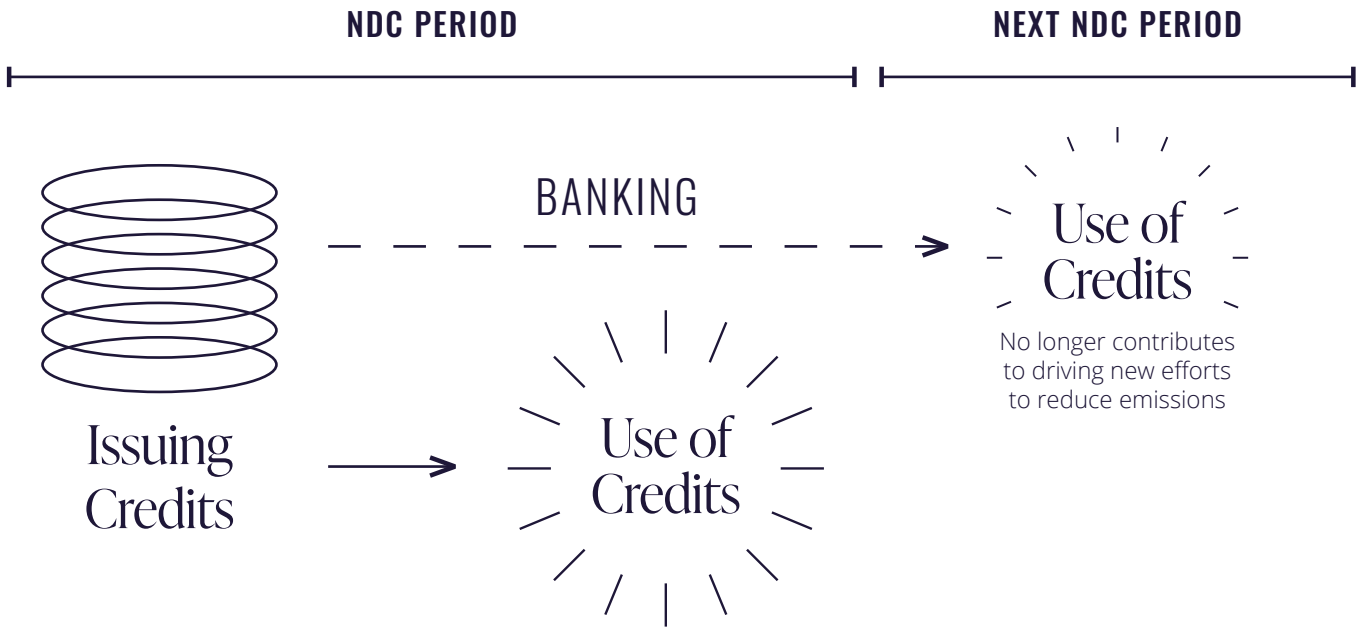 NDC PERIOD
NEXT NDC PERIOD
BANKING
Use of
Credits
No longer contributes
to driving new efforts
to reduce emissions
Issuing
Credits
Use of
Credits